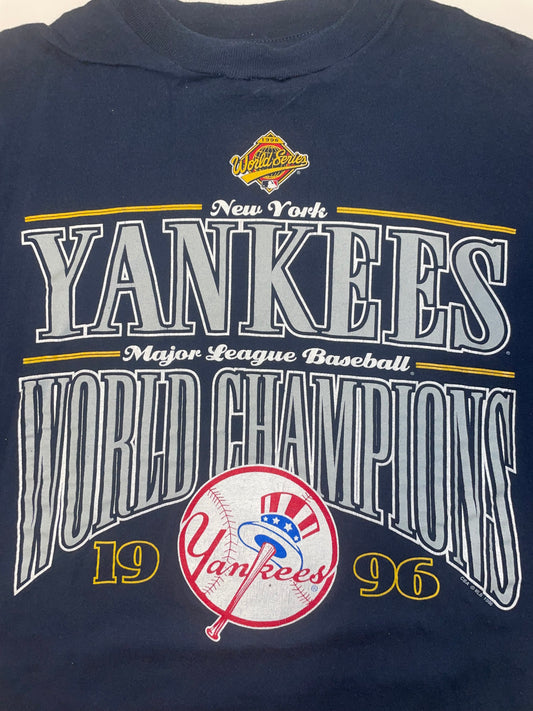 1996
World Series
New York
YANKEES
Major League Baseball
WORLD CHAMPIONS
19 96
Yankees